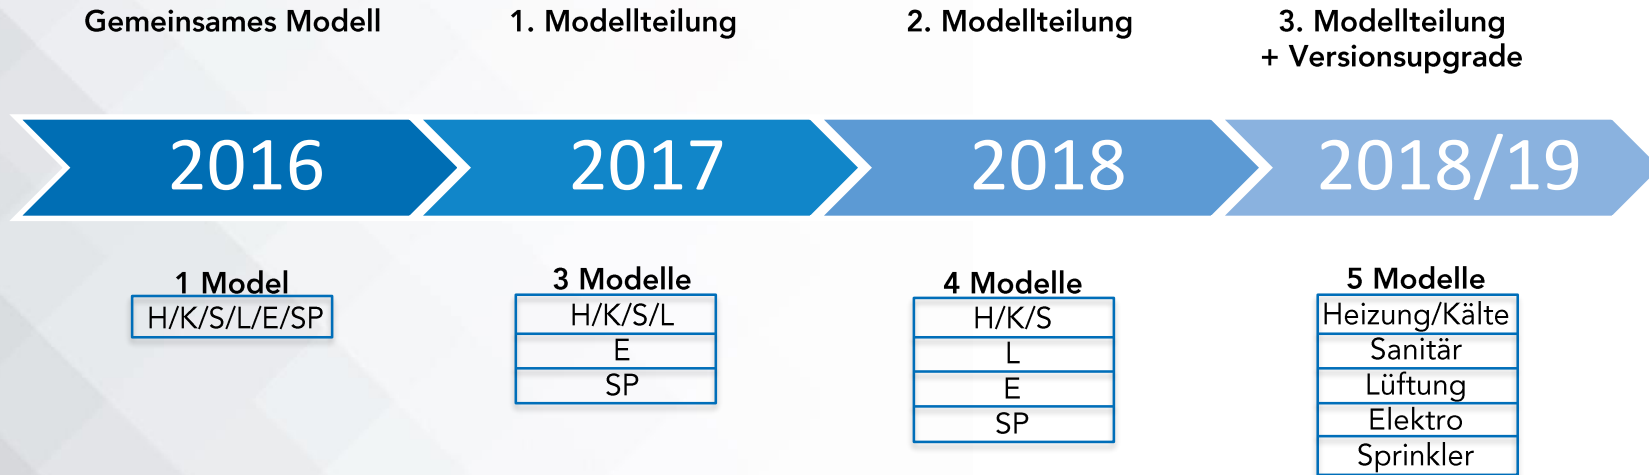 Gemeinsames Modell
1. Modellteilung
2. Modellteilung
3. Modellteilung
+ Versionsupgrade
2016
2017
2018
2018/19
1 Model
H/K/S/L/E/SP
3 Modelle
H/K/S/L
E
SP
4 Modelle
H/K/S
L
E
SP
5 Modelle
Heizung/Kälte
Sanitär
Lüftung
Elektro
Sprinkler